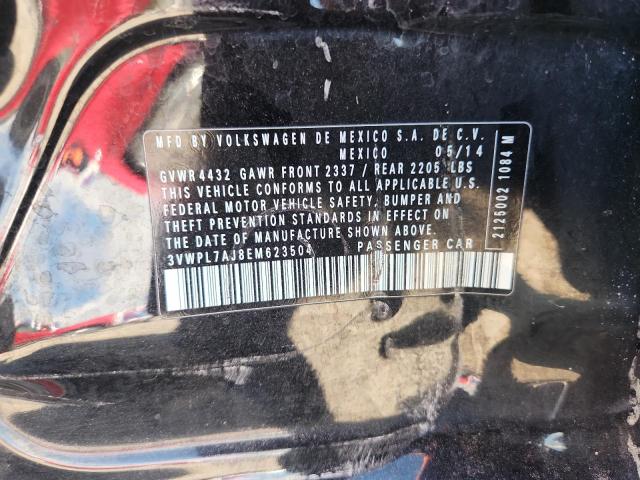 MFD BY VOLKSWAGEN DE MEXICO S.A. DE C.V.
MEXICO 05/14
GVWR 4432 GAWR FRONT 2337 / REAR 2205 LBS
THIS VEHICLE CONFORMS TO ALL APPLICABLE U.S.
FEDERAL MOTOR VEHICLE SAFETY, BUMPER AND
THEFT PREVENTION STANDARDS IN EFFECT ON
THE DATE OF MANUFACTURE SHOWN ABOVE.
3VWPL7AJ8EM623504 PASSENGER CAR
2125002 1084 M